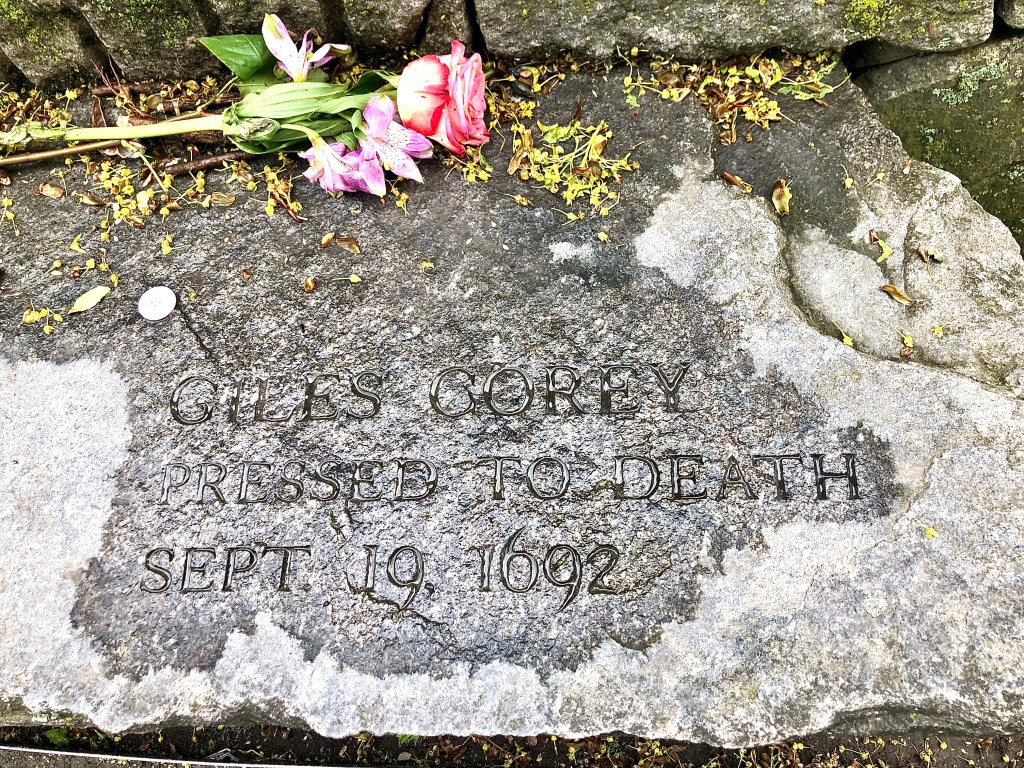 GILES COREY
PRESSED TO DEATH
SEPT. 19, 1692